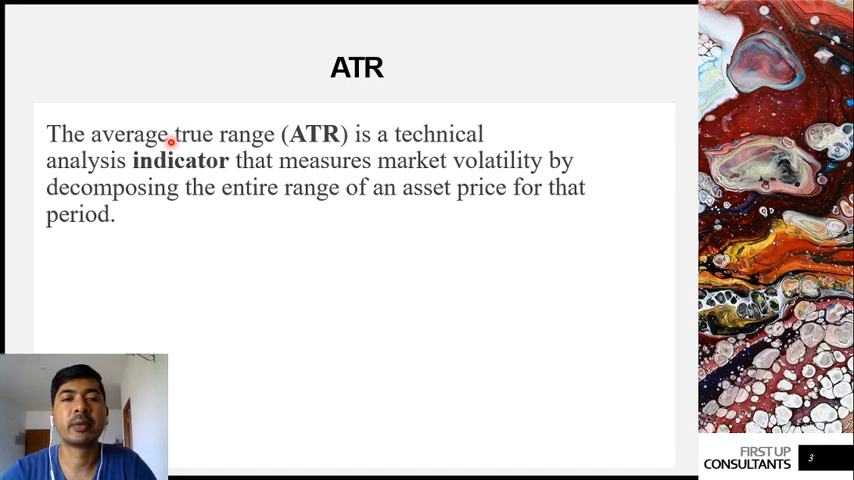 ATR
The average true range (ATR) is a technical
analysis indicator that measures market volatility by
decomposing the entire range of an asset price for that
period.
FIRST UP
CONSULTANTS
3